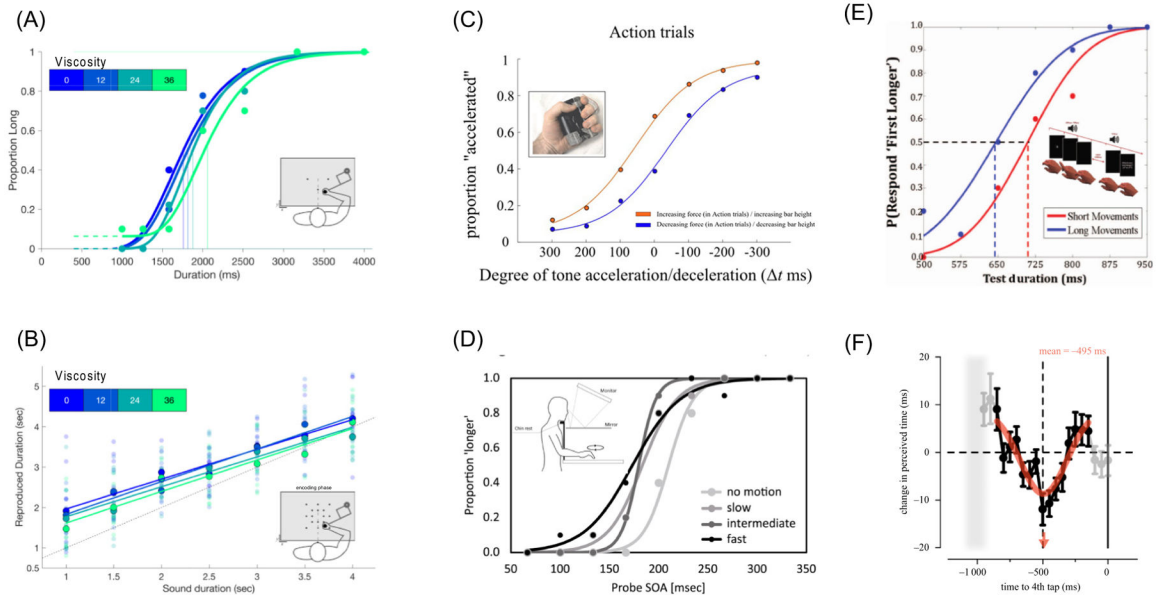 (A)
Viscosity
0 12 24 36
Proportion Long
1
0.8
0.6
0.4
0.2
0
0 500 1000 1500 2000 2500 3000 3500 4000
Duration (ms)
(B)
Viscosity
0 12 24 36
Reproduced Duration (sec)
5
4
3
2
1
0.5
encoding phase
1 1.5 2 2.5 3 3.5 4
Sound duration (sec)
(C)
Action trials
proportion "accelerated"
1
0.8
0.6
0.4
0.2
0
Increasing force (in Action trials) / increasing bar height
Decreasing force (in Action trials) / decreasing bar height
300 200 100 0 -100 -200 -300
Degree of tone acceleration/deceleration (Δt ms)
(D)
Proportion 'longer'
1.0
0.8
0.6
0.4
0.2
0.0
Monitor
Chin rest
Mirror
no motion
slow
intermediate
fast
50 100 150 200 250 300 350
Probe SOA [msec]
(E)
P(Respond 'First Longer')
1.0
0.9
0.8
0.7
0.6
0.5
0.4
0.3
0.2
0.1
0.0
Short Movements
Long Movements
500 575 650 725 800 875 950
Test duration (ms)
(F)
mean = –495 ms
change in perceived time (ms)
20
10
0
–10
–20
–1 000 –500 0
time to 4th tap (ms)